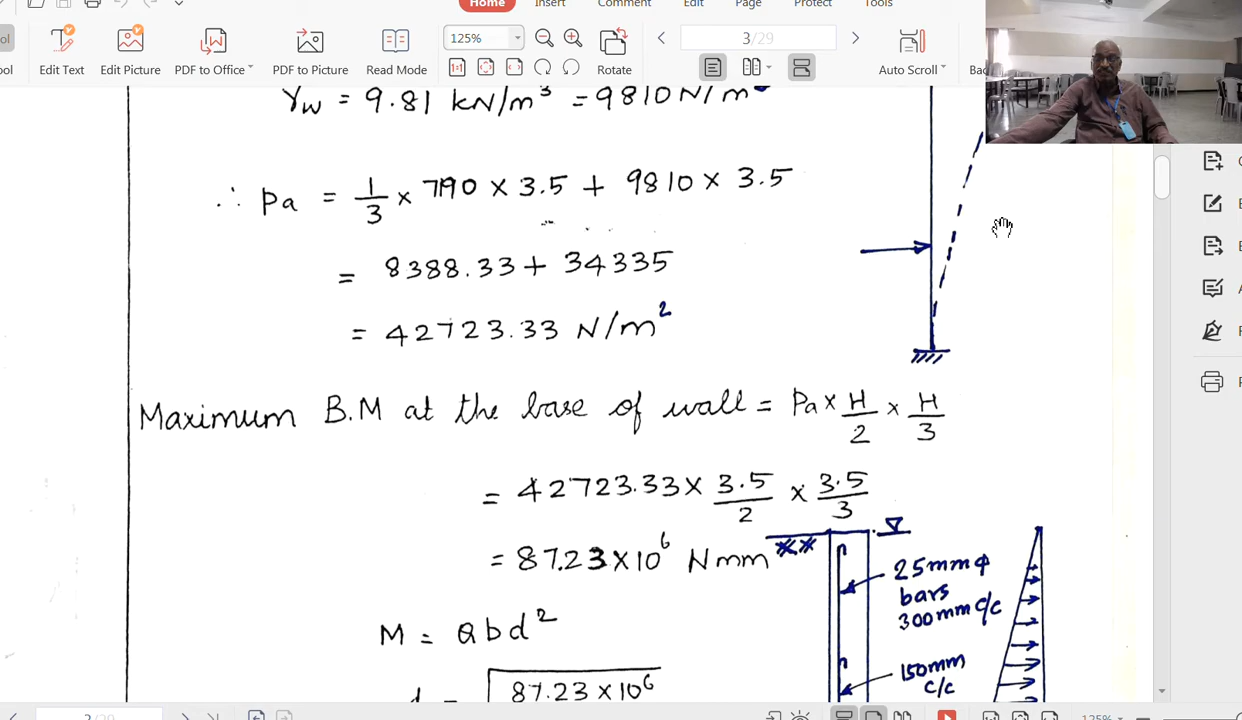 Home Insert Comment Edit Page Protect Tools
125% 3/29
Edit Text Edit Picture PDF to Office PDF to Picture Read Mode Rotate Auto Scroll
γw = 9.81 kN/m³ = 9810 N/m
∴ Pa = 1/3 × 7190 × 3.5 + 9810 × 3.5
= 8388.33 + 34335
= 42723.33 N/m²
Maximum B.M at the base of wall = Pa × H/2 × H/3
= 42723.33 × 3.5/2 × 3.5/3
= 87.23 × 10⁶ Nmm
25mm ϕ
bars
300mm c/c
M = Qbd²
150mm
c/c
87.23 × 10⁶
125%